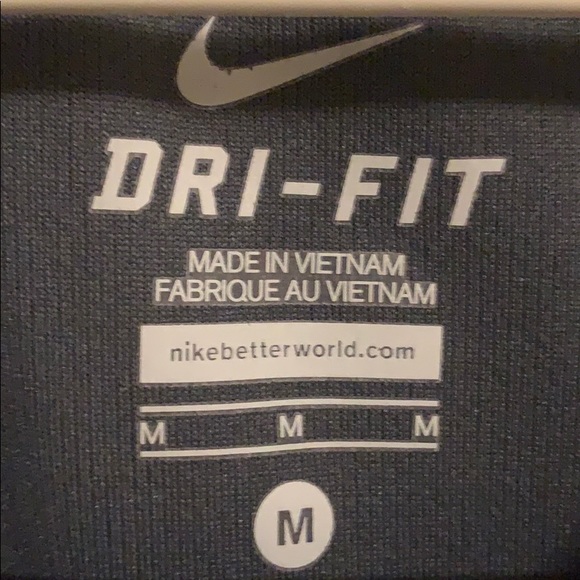 DRI-FIT
MADE IN VIETNAM
FABRIQUE AU VIETNAM
nikebetterworld.com
M M M
M